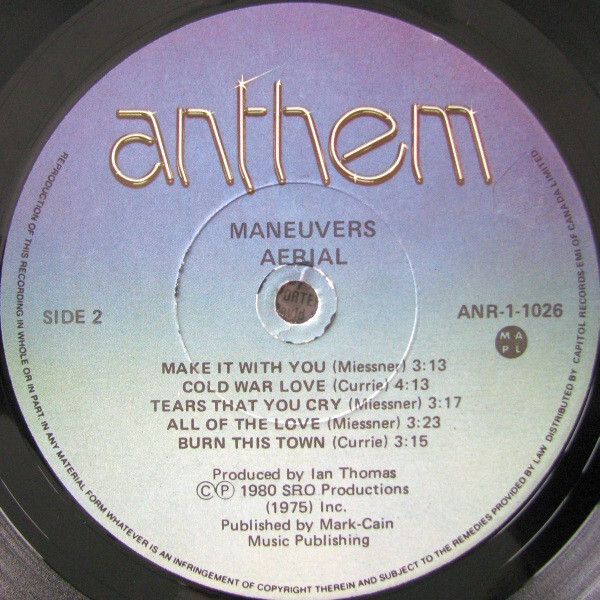 anthem
MANEUVERS
AERIAL
SIDE 2
ANR-1-1026
M A
P L
MAKE IT WITH YOU (Miessner) 3:13
COLD WAR LOVE (Currie) 4:13
TEARS THAT YOU CRY (Miessner) 3:17
ALL OF THE LOVE (Miessner) 3:23
BURN THIS TOWN (Currie) 3:15
Produced by Ian Thomas
©℗ 1980 SRO Productions
(1975) Inc.
Published by Mark-Cain
Music Publishing
REPRODUCTION OF THIS RECORDING IN WHOLE OR IN PART, IN ANY MATERIAL FORM WHATEVER IS AN INFRINGEMENT OF COPYRIGHT THEREIN AND SUBJECT TO THE REMEDIES PROVIDED BY LAW DISTRIBUTED BY CAPITOL RECORDS-EMI OF CANADA LIMITED